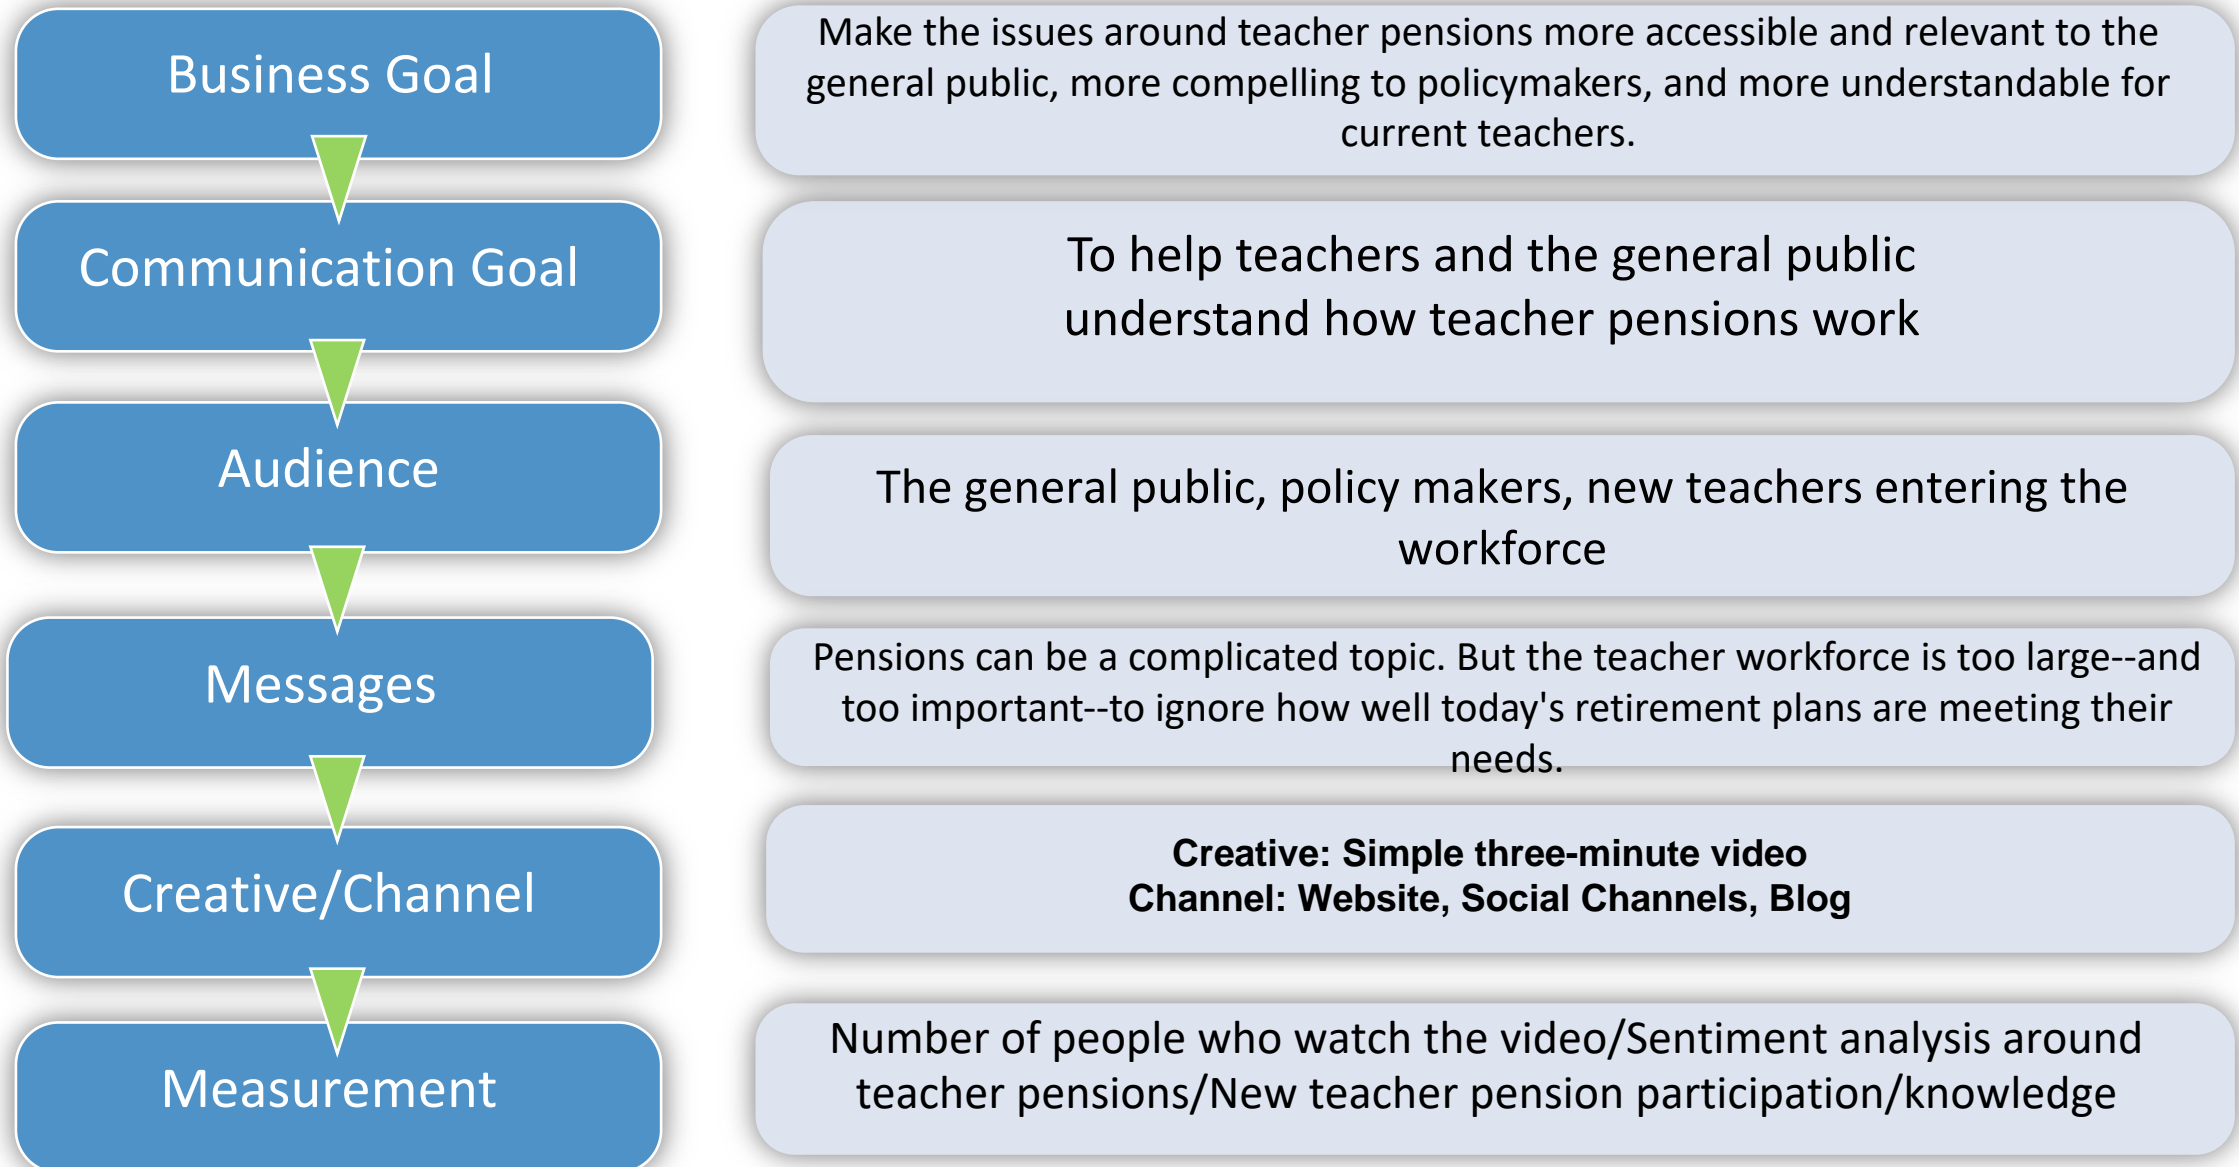 Business Goal
Make the issues around teacher pensions more accessible and relevant to the
general public, more compelling to policymakers, and more understandable for
current teachers.
Communication Goal
To help teachers and the general public
understand how teacher pensions work
Audience
The general public, policy makers, new teachers entering the
workforce
Messages
Pensions can be a complicated topic. But the teacher workforce is too large--and
too important--to ignore how well today's retirement plans are meeting their
needs.
Creative/Channel
Creative: Simple three-minute video
Channel: Website, Social Channels, Blog
Measurement
Number of people who watch the video/Sentiment analysis around
teacher pensions/New teacher pension participation/knowledge